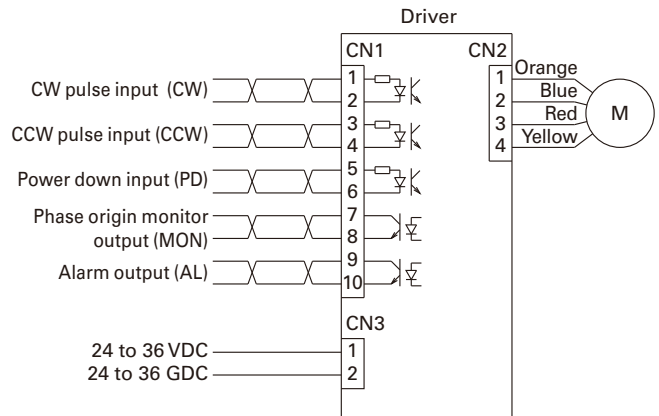 Driver
CN1
CN2
CW pulse input (CW)
1
2
CCW pulse input (CCW)
3
4
Power down input (PD)
5
6
Phase origin monitor
output (MON)
7
8
Alarm output (AL)
9
10
1
2
3
4
Orange
Blue
Red
Yellow
M
CN3
24 to 36 VDC
1
24 to 36 GDC
2